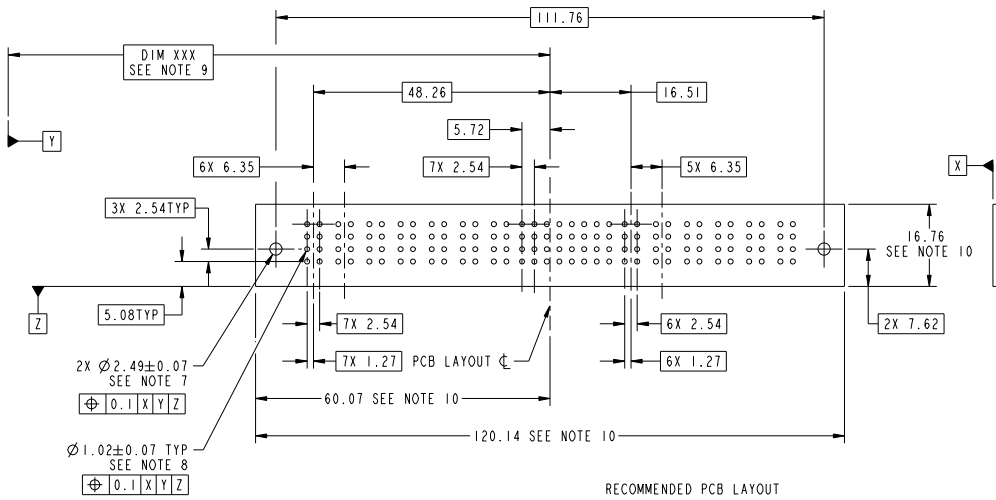 111.76
DIM XXX
SEE NOTE 9
48.26
16.51
5.72
Y
6X 6.35
7X 2.54
5X 6.35
X
3X 2.54TYP
16.76
SEE NOTE 10
5.08TYP
Z
7X 2.54
6X 2.54
2X 7.62
2X Ø2.49±0.07
SEE NOTE 7
7X 1.27
PCB LAYOUT ℄
6X 1.27
⌖ 0.1 X Y Z
60.07 SEE NOTE 10
120.14 SEE NOTE 10
Ø1.02±0.07 TYP
SEE NOTE 8
⌖ 0.1 X Y Z
RECOMMENDED PCB LAYOUT